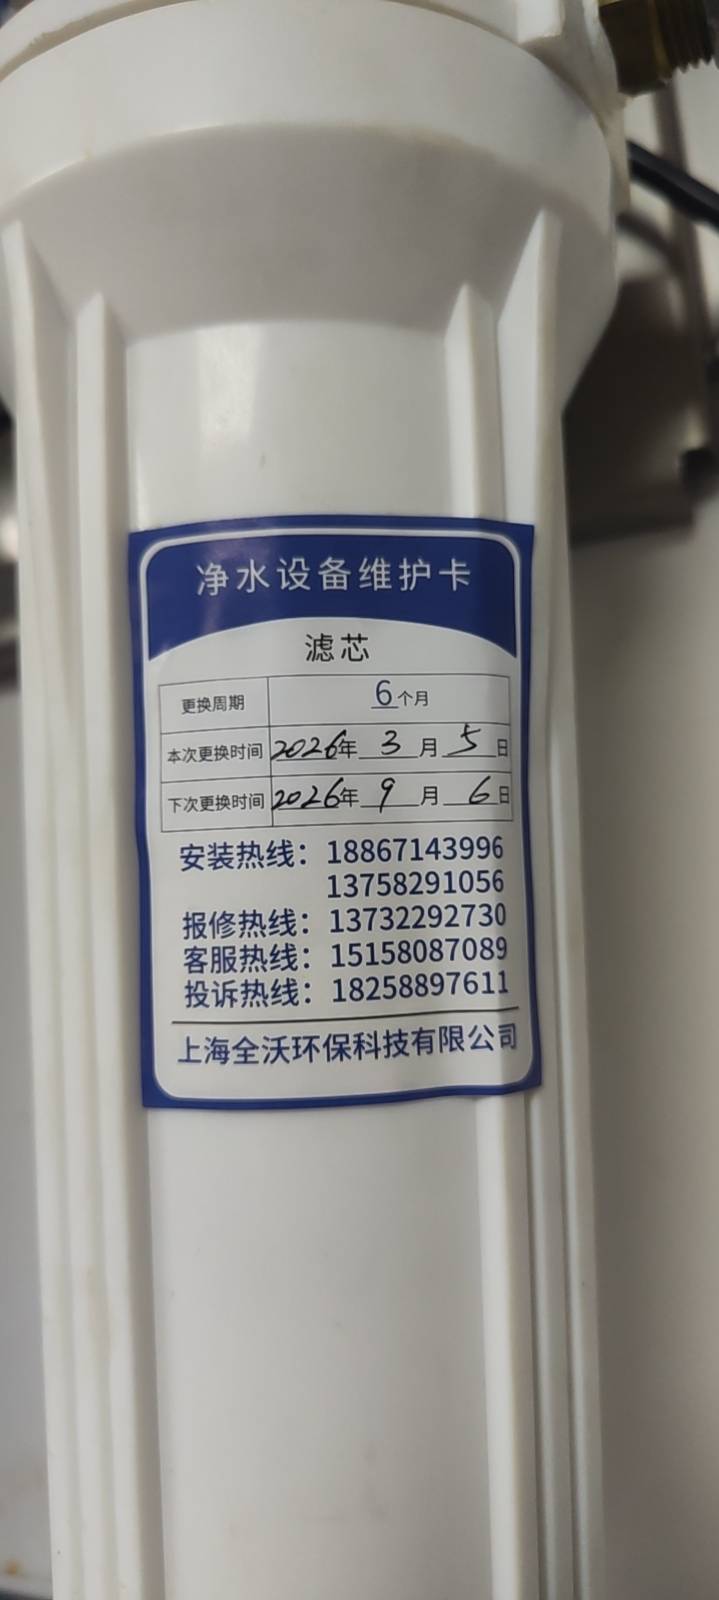 净水设备维护卡
滤芯
更换周期 6个月
本次更换时间 2026年 3 月 5 日
下次更换时间 2026年 9 月 6 日
安装热线：18867143996
13758291056
报修热线：13732292730
客服热线：15158087089
投诉热线：18258897611
上海全沃环保科技有限公司